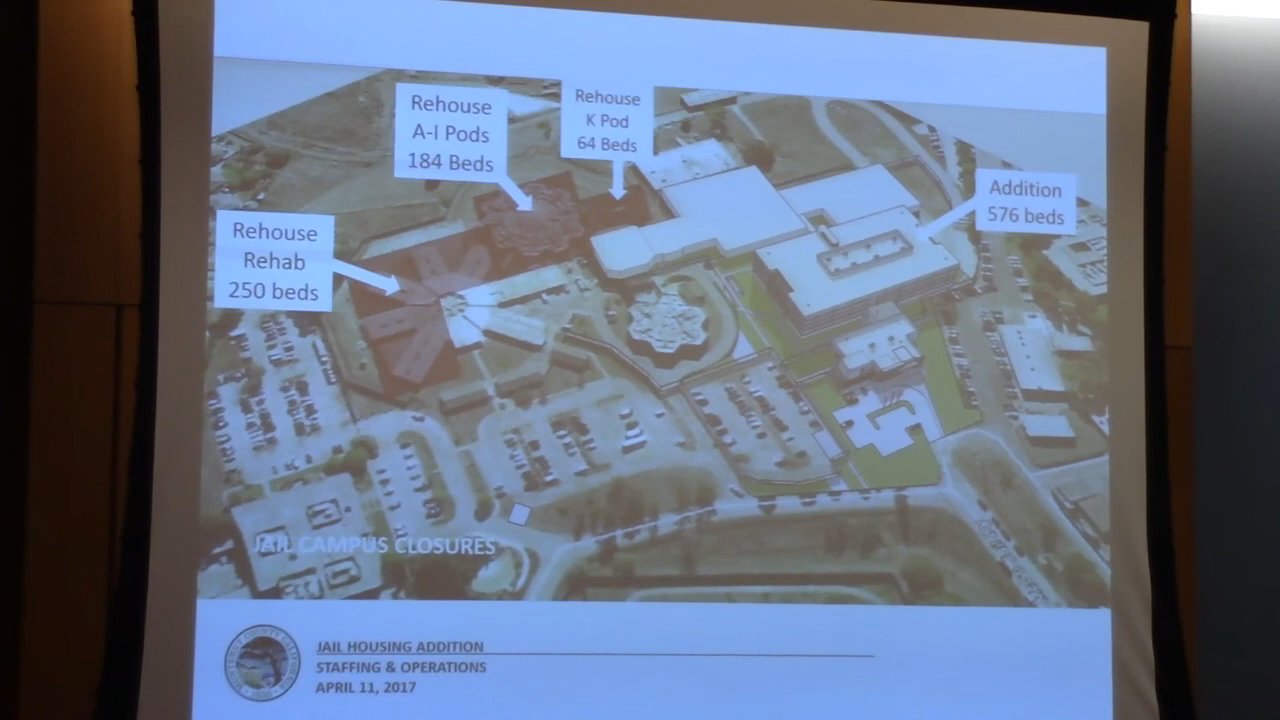 Rehouse
A-I Pods
184 Beds
Rehouse
K Pod
64 Beds
Addition
576 beds
Rehouse
Rehab
250 beds
JAIL CAMPUS CLOSURES
JAIL HOUSING ADDITION
STAFFING & OPERATIONS
APRIL 11, 2017